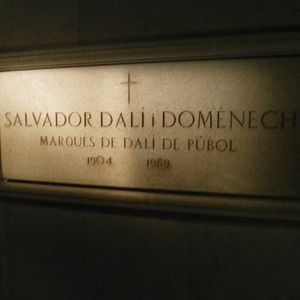 SALVADOR DALÍ i DOMÈNECH
MARQUÈS DE DALÍ DE PÚBOL
1904 1989